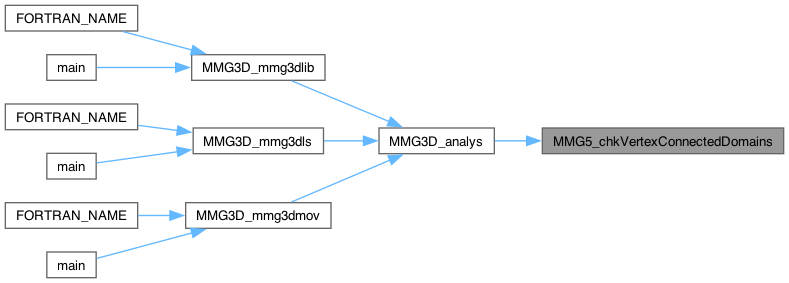 FORTRAN_NAME
main
MMG3D_mmg3dlib
FORTRAN_NAME
MMG3D_mmg3dls
MMG3D_analys
MMG5_chkVertexConnectedDomains
main
FORTRAN_NAME
MMG3D_mmg3dmov
main